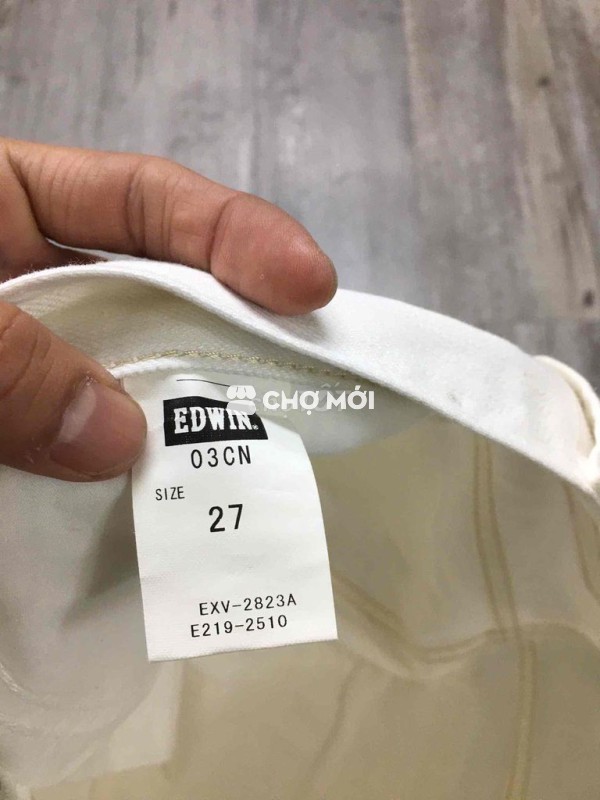 CHỢ MỚI
EDWIN.
03CN
SIZE
27
EXV-2823A
E219-2510